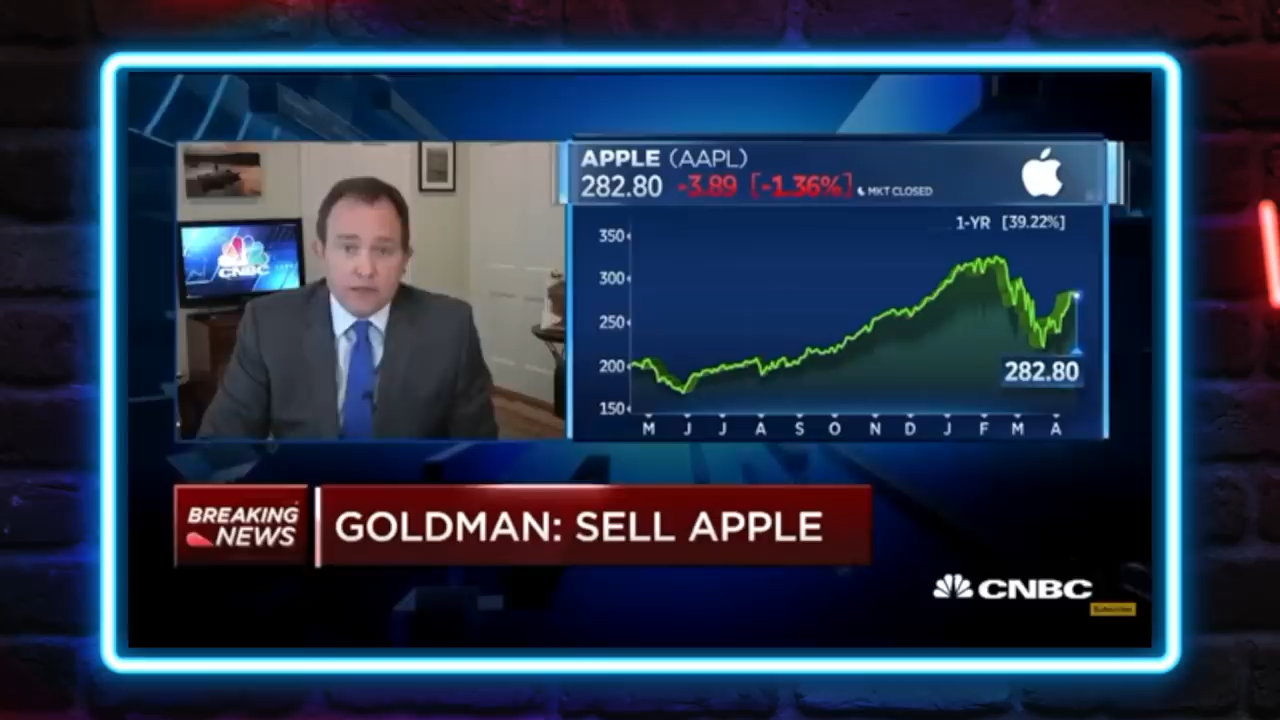 CNBC
APPLE (AAPL)
282.80 -3.89 [-1.36%] MKT CLOSED
1-YR [39.22%]
350
300
250
200
150
282.80
M J J A S O N D J F M A
BREAKING
NEWS
GOLDMAN: SELL APPLE
CNBC
Subscribe